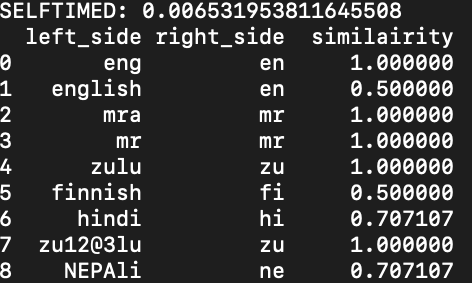 SELFTIMED: 0.006531953811645508
left_side right_side similairity
0 eng en 1.000000
1 english en 0.500000
2 mra mr 1.000000
3 mr mr 1.000000
4 zulu zu 1.000000
5 finnish fi 0.500000
6 hindi hi 0.707107
7 zu12@3lu zu 1.000000
8 NEPAli ne 0.707107